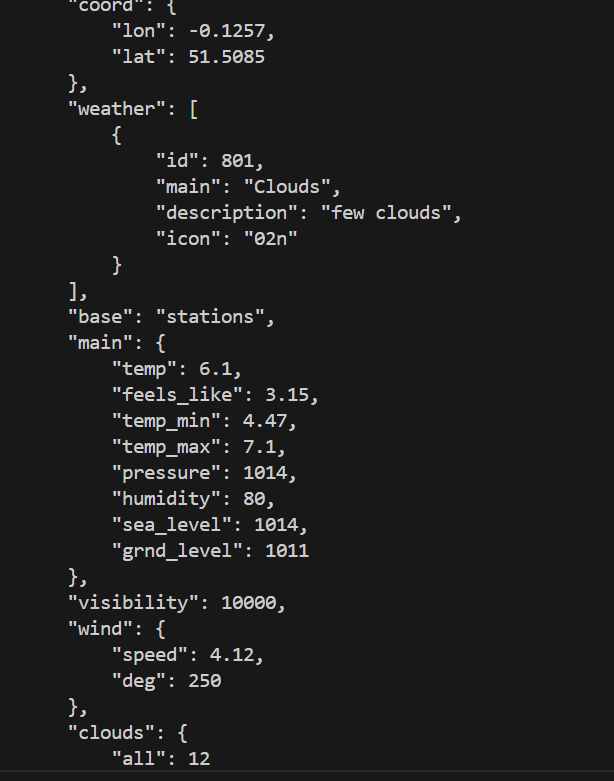 "coord": {
"lon": -0.1257,
"lat": 51.5085
},
"weather": [
{
"id": 801,
"main": "Clouds",
"description": "few clouds",
"icon": "02n"
}
],
"base": "stations",
"main": {
"temp": 6.1,
"feels_like": 3.15,
"temp_min": 4.47,
"temp_max": 7.1,
"pressure": 1014,
"humidity": 80,
"sea_level": 1014,
"grnd_level": 1011
},
"visibility": 10000,
"wind": {
"speed": 4.12,
"deg": 250
},
"clouds": {
"all": 12